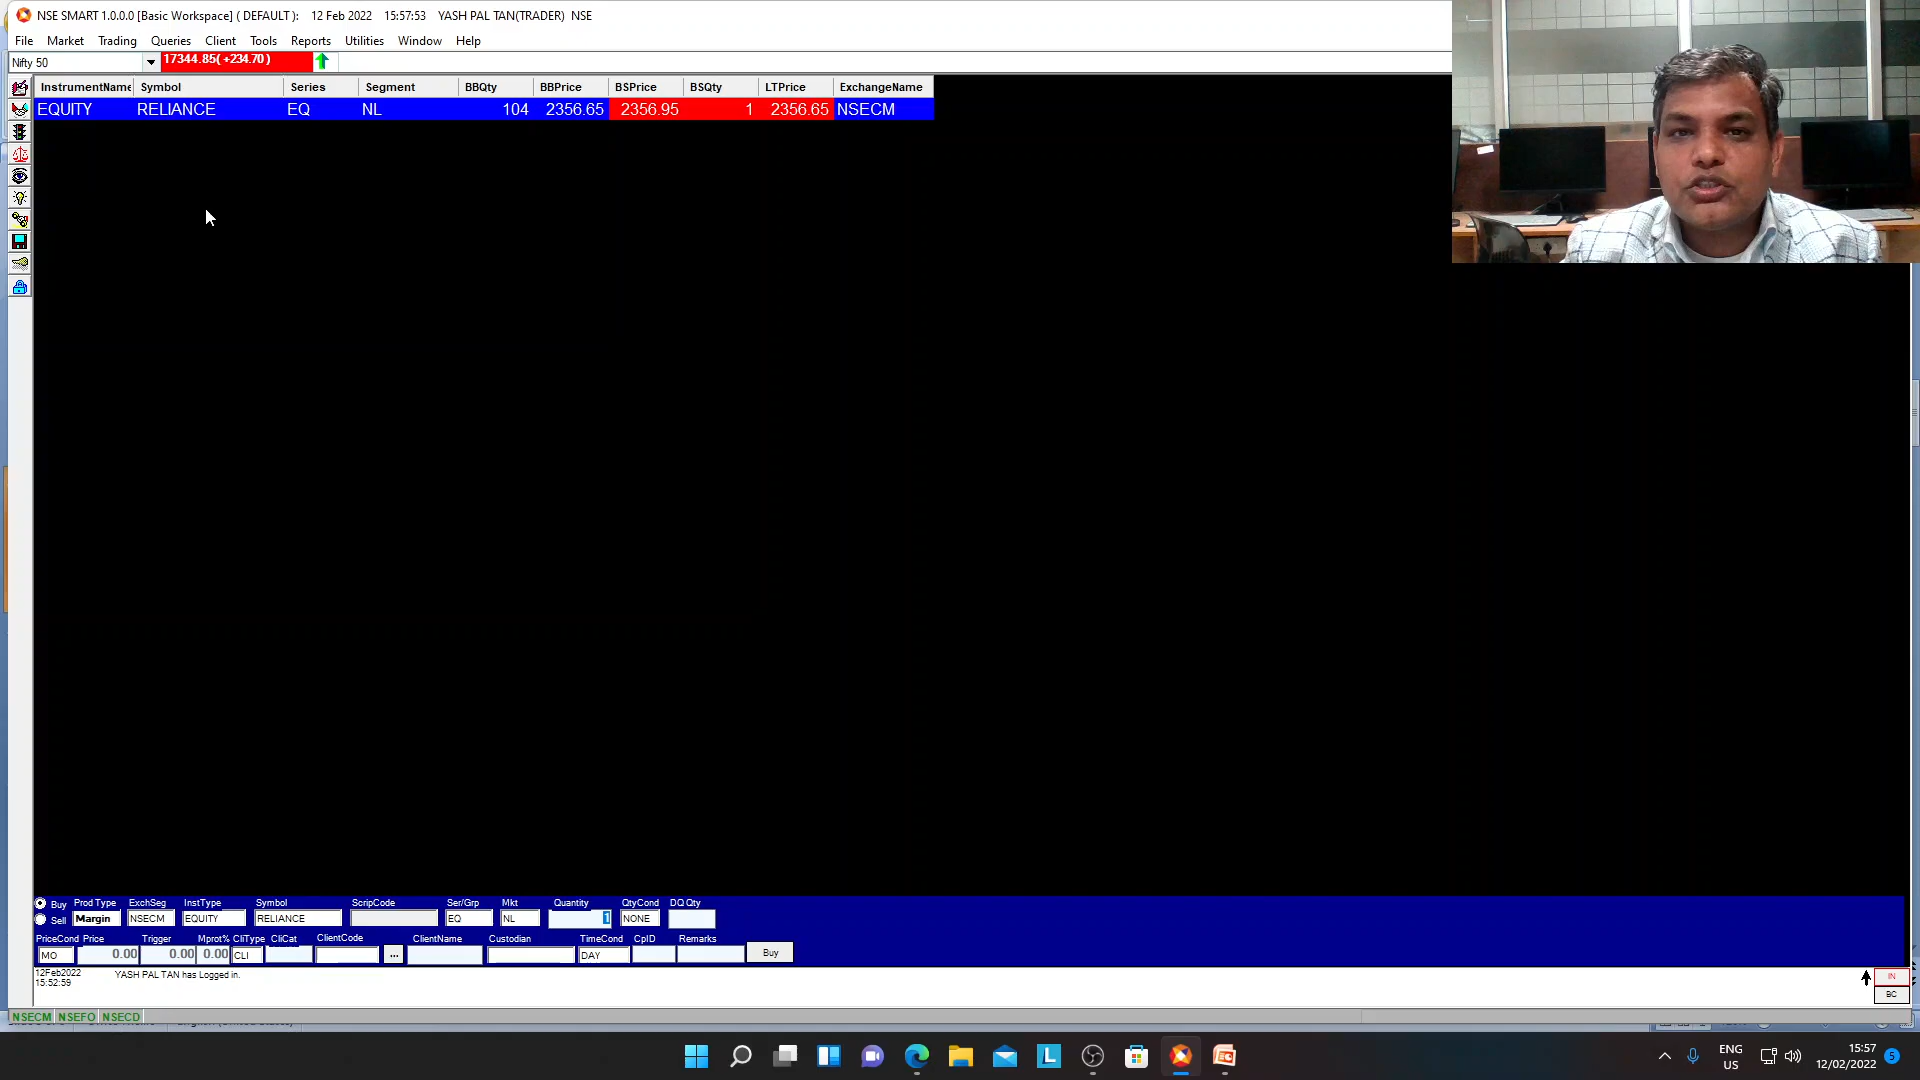 NSE SMART 1.0.0.0 [Basic Workspace] ( DEFAULT ): 12 Feb 2022 15:57:53 YASH PAL TAN(TRADER) NSE
File Market Trading Queries Client Tools Reports Utilities Window Help
Nifty 50 17344.85( +234.70 )
InstrumentName Symbol Series Segment BBQty BBPrice BSPrice BSQty LTPrice ExchangeName
EQUITY RELIANCE EQ NL 104 2356.65 2356.95 1 2356.65 NSECM
Buy Prod Type ExchSeg InstType Symbol ScripCode Ser/Grp Mkt Quantity QtyCond DQ Qty
Sell Margin NSECM EQUITY RELIANCE EQ NL 1 NONE
PriceCond Price Trigger Mprot% CliType CliCat ClientCode ClientName Custodian TimeCond CpID Remarks
MO 0.00 0.00 0.00 CLI ... DAY Buy
12Feb2022 YASH PAL TAN has Logged in. IN
15:52:59
BC
NSECM NSEFO NSECD
ENG 15:57
US 12/02/2022 5